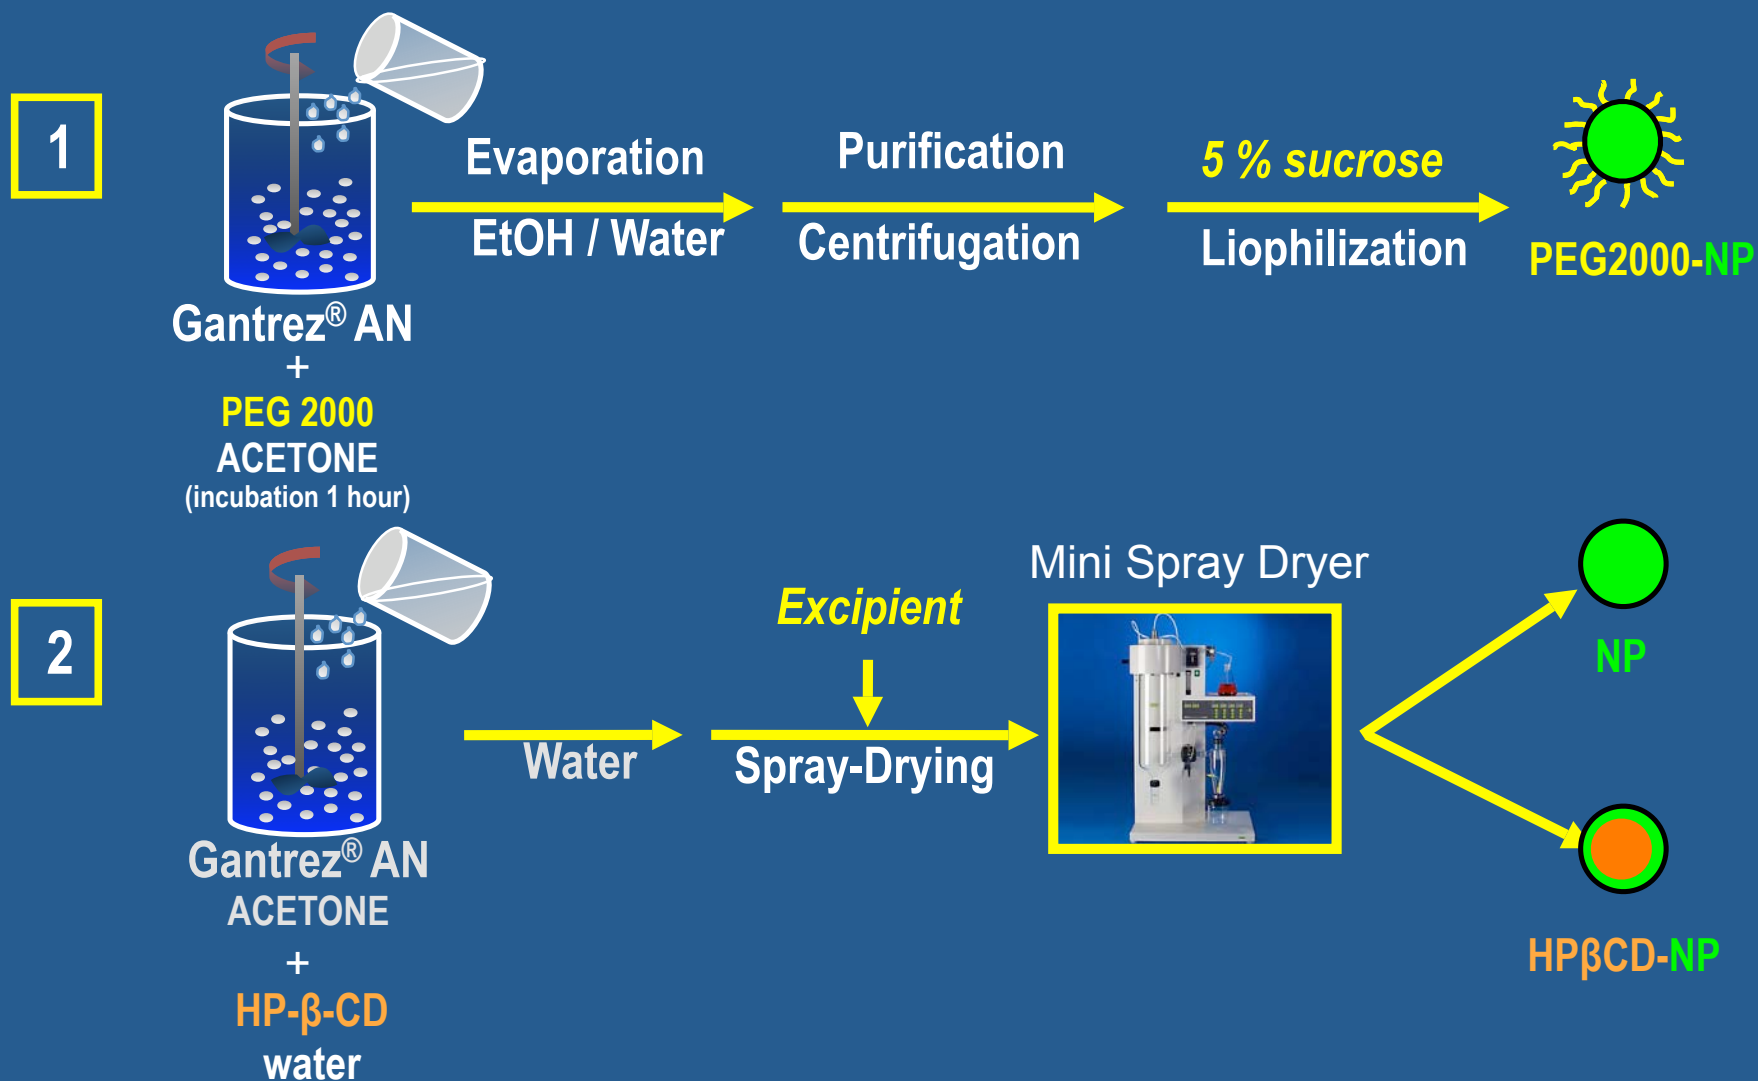 1
Evaporation
EtOH / Water
Purification
Centrifugation
5 % sucrose
Liophilization
PEG2000-NP
Gantrez® AN
+
PEG 2000
ACETONE
(incubation 1 hour)
2
Water
Excipient
Spray-Drying
Mini Spray Dryer
NP
HPβCD-NP
Gantrez® AN
ACETONE
+
HP-β-CD
water